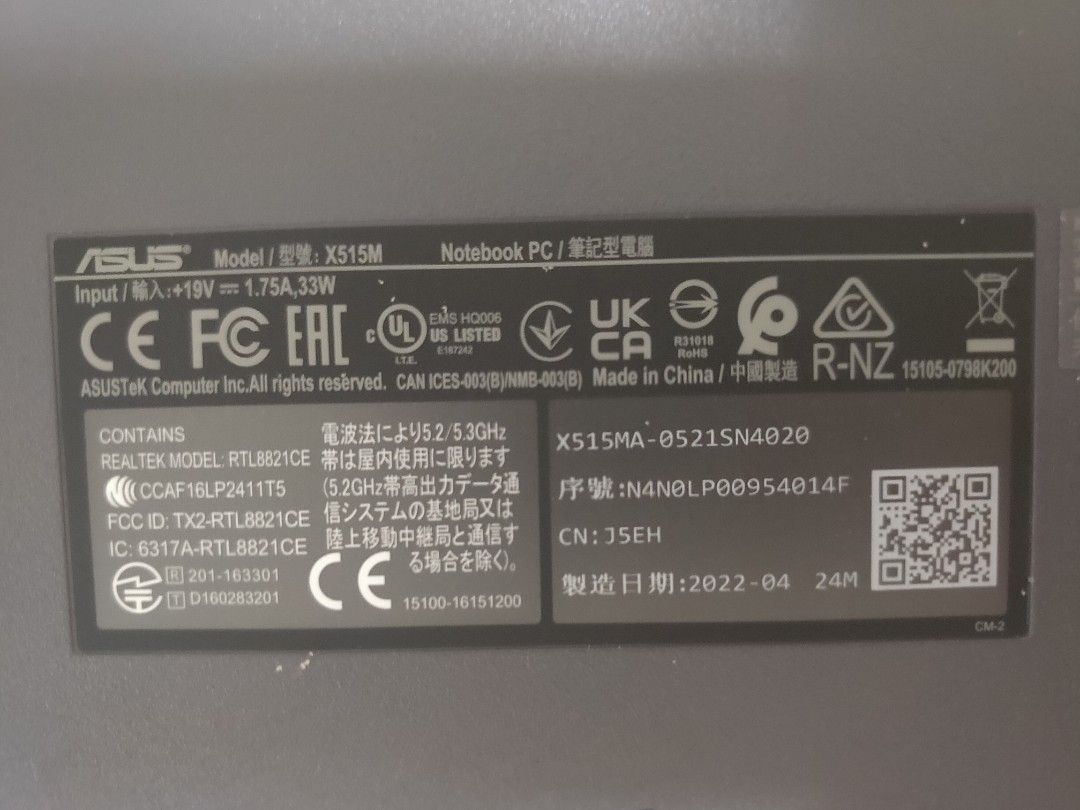 ASUS® Model / 型號: X515M Notebook PC / 筆記型電腦
Input / 輸入:+19V ⎓ 1.75A,33W
CE FC EAC c UL US LISTED EMS HQ006 I.T.E. E187242 UK CA R31018 RoHS R-NZ 15105-0798K200
ASUSTeK Computer Inc.All rights reserved. CAN ICES-003(B)/NMB-003(B) Made in China / 中國製造
CONTAINS
REALTEK MODEL: RTL8821CE
CCAF16LP2411T5
FCC ID: TX2-RTL8821CE
IC: 6317A-RTL8821CE
R 201-163301
T D160283201
電波法により5.2/5.3GHz
帯は屋内使用に限ります
(5.2GHz帯高出力データ通
信システムの基地局又は
陸上移動中継局と通信す
る場合を除く)。
CE 15100-16151200
X515MA-0521SN4020
序號:N4N0LP00954014F
CN:J5EH
製造日期:2022-04 24M
CM-2